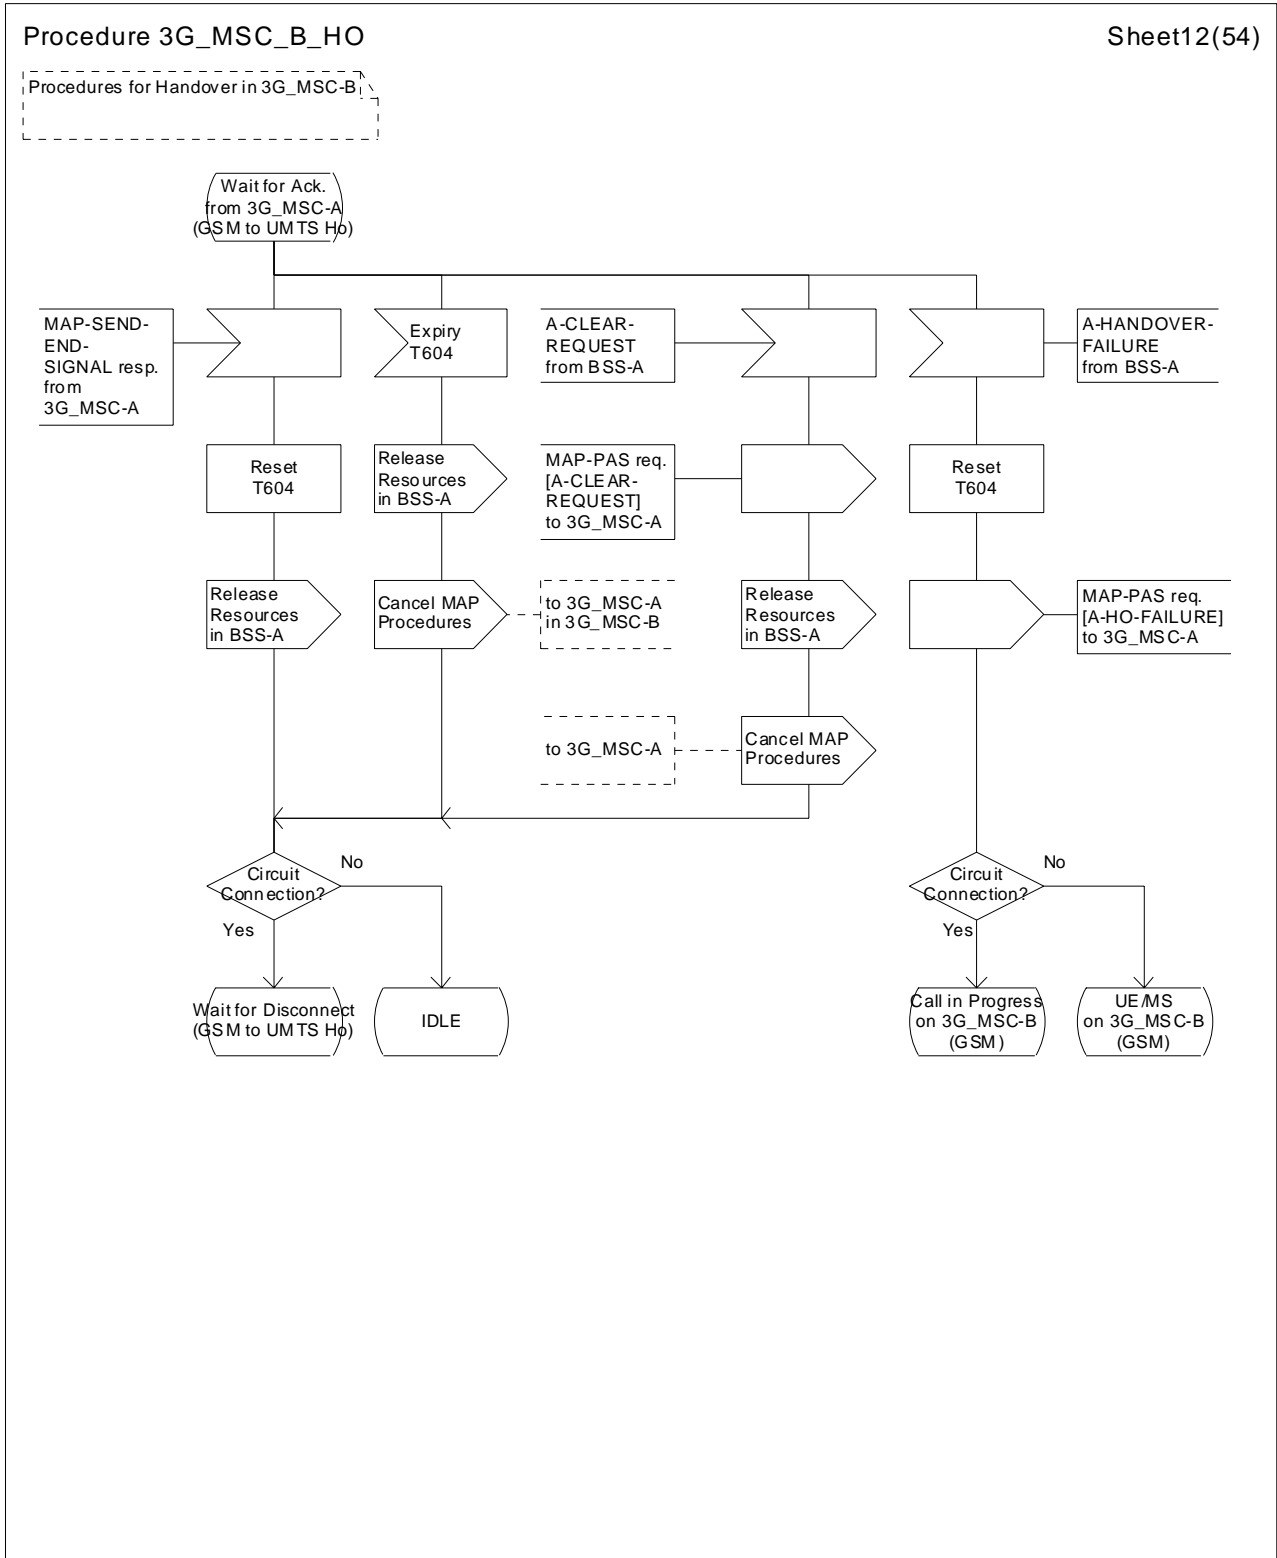 Procedure 3G_MSC_B_HO
Sheet12(54)
Procedures for Handover in 3G_MSC-B
Wait for Ack.
from 3G_MSC-A
(GSM to UMTS Ho)
MAP-SEND-
END-
SIGNAL resp.
from
3G_MSC-A
Expiry
T604
A-CLEAR-
REQUEST
from BSS-A
A-HANDOVER-
FAILURE
from BSS-A
Reset
T604
Release
Resources
in BSS-A
MAP-PAS req.
[A-CLEAR-
REQUEST]
to 3G_MSC-A
Reset
T604
Release
Resources
in BSS-A
Cancel MAP
Procedures
to 3G_MSC-A
in 3G_MSC-B
Release
Resources
in BSS-A
MAP-PAS req.
[A-HO-FAILURE]
to 3G_MSC-A
to 3G_MSC-A
Cancel MAP
Procedures
Circuit
Connection?
No
Yes
Circuit
Connection?
No
Yes
Wait for Disconnect
(GSM to UMTS Ho)
IDLE
Call in Progress
on 3G_MSC-B
(GSM)
UE/MS
on 3G_MSC-B
(GSM)